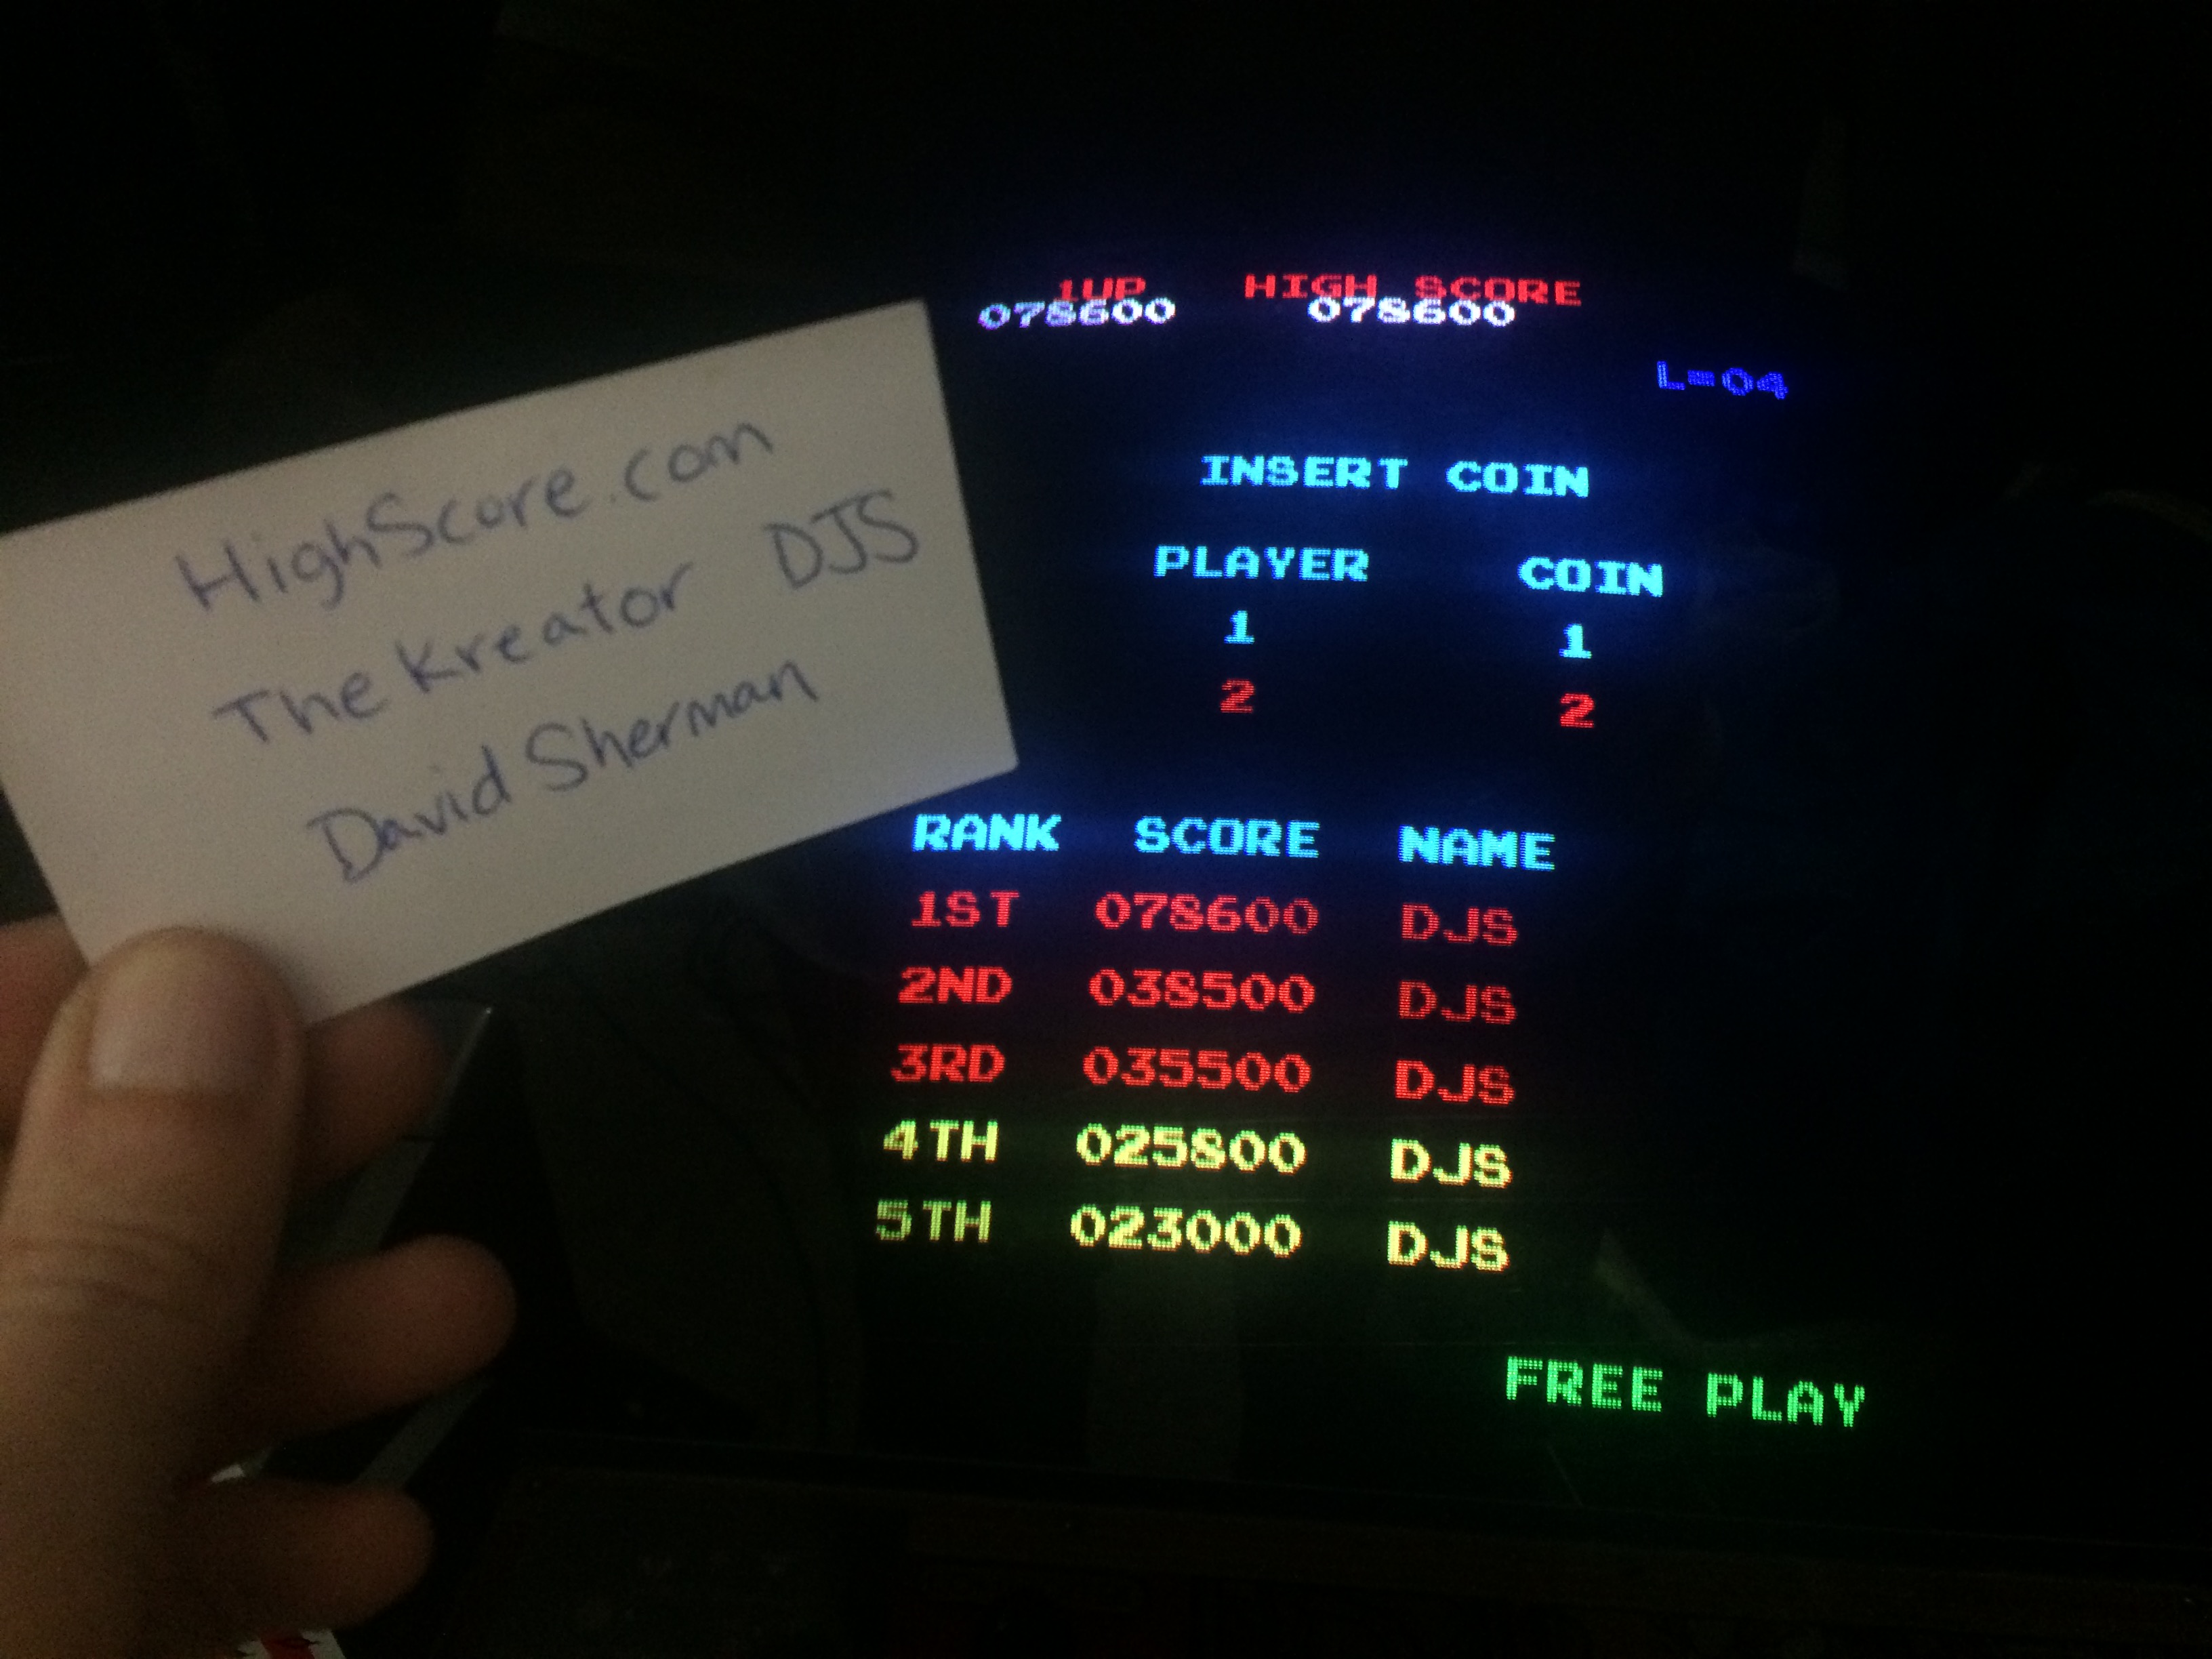 HighScore.com
The Kreator DJS
David Sherman
1UP HIGH SCORE
078600 078600
L=04
INSERT COIN
PLAYER COIN
1 1
2 2
RANK SCORE NAME
1ST 078600 DJS
2ND 038500 DJS
3RD 035500 DJS
4TH 025800 DJS
5TH 023000 DJS
FREE PLAY